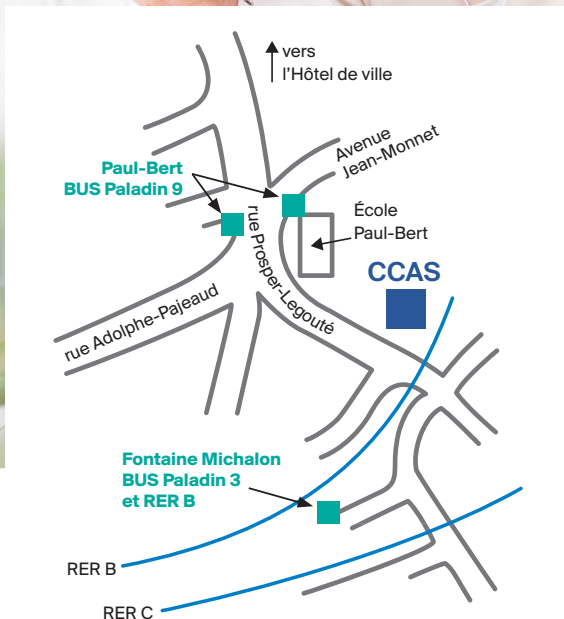 vers
l'Hôtel de ville
Avenue
Jean-Monnet
Paul-Bert
BUS Paladin 9
École
Paul-Bert
rue Prosper-Legouté
CCAS
rue Adolphe-Pajeaud
Fontaine Michalon
BUS Paladin 3
et RER B
RER B
RER C